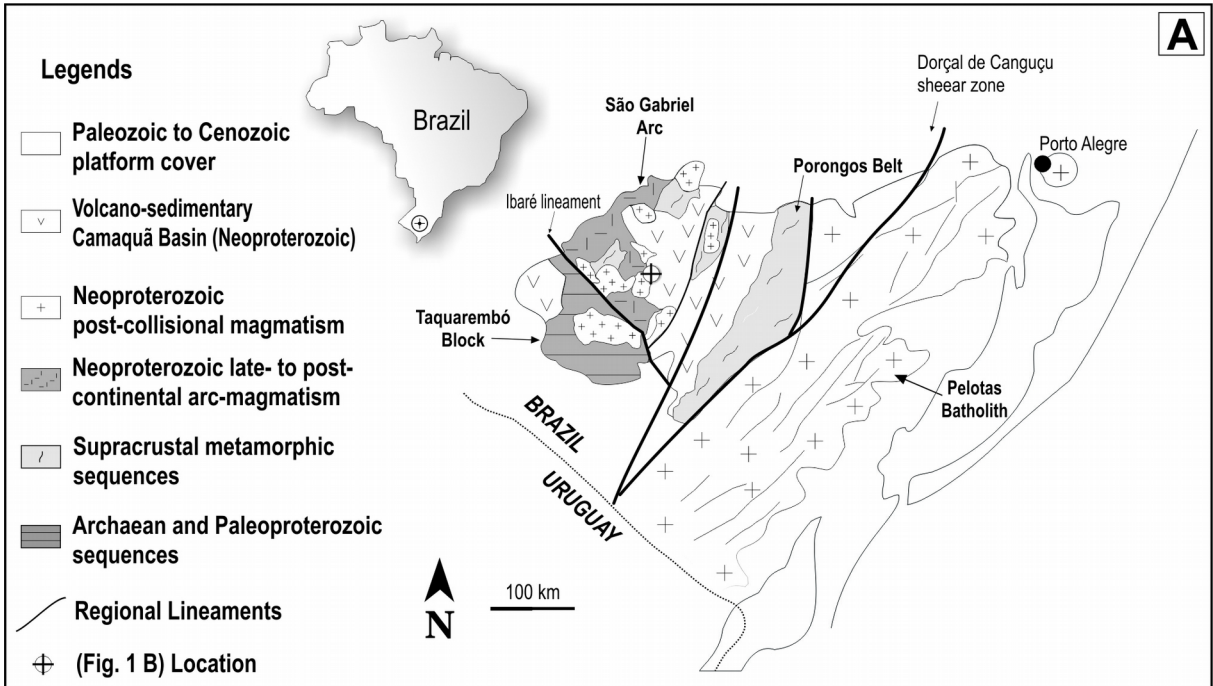 A
Legends
Paleozoic to Cenozoic
platform cover
Volcano-sedimentary
Camaquã Basin (Neoproterozoic)
Neoproterozoic
post-collisional magmatism
Neoproterozoic late- to post-
continental arc-magmatism
Supracrustal metamorphic
sequences
Archaean and Paleoproterozoic
sequences
Regional Lineaments
(Fig. 1 B) Location
Brazil
São Gabriel
Arc
Dorçal de Canguçu
sheear zone
Porto Alegre
Porongos Belt
Ibaré lineament
Taquarembó
Block
Pelotas
Batholith
BRAZIL
URUGUAY
N
100 km